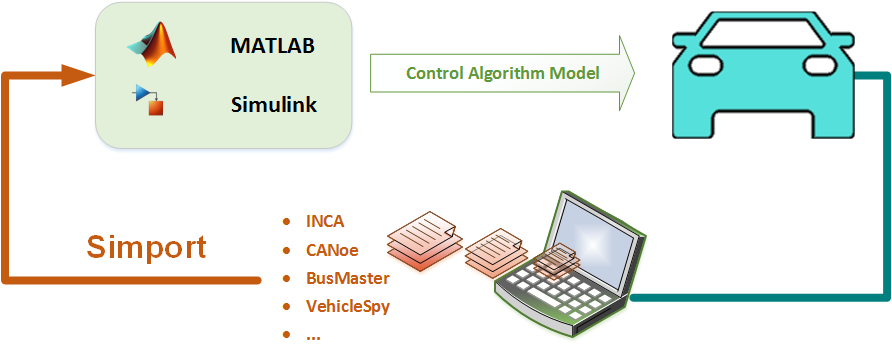 MATLAB
Simulink
Control Algorithm Model
Simport
• INCA
• CANoe
• BusMaster
• VehicleSpy
• ...